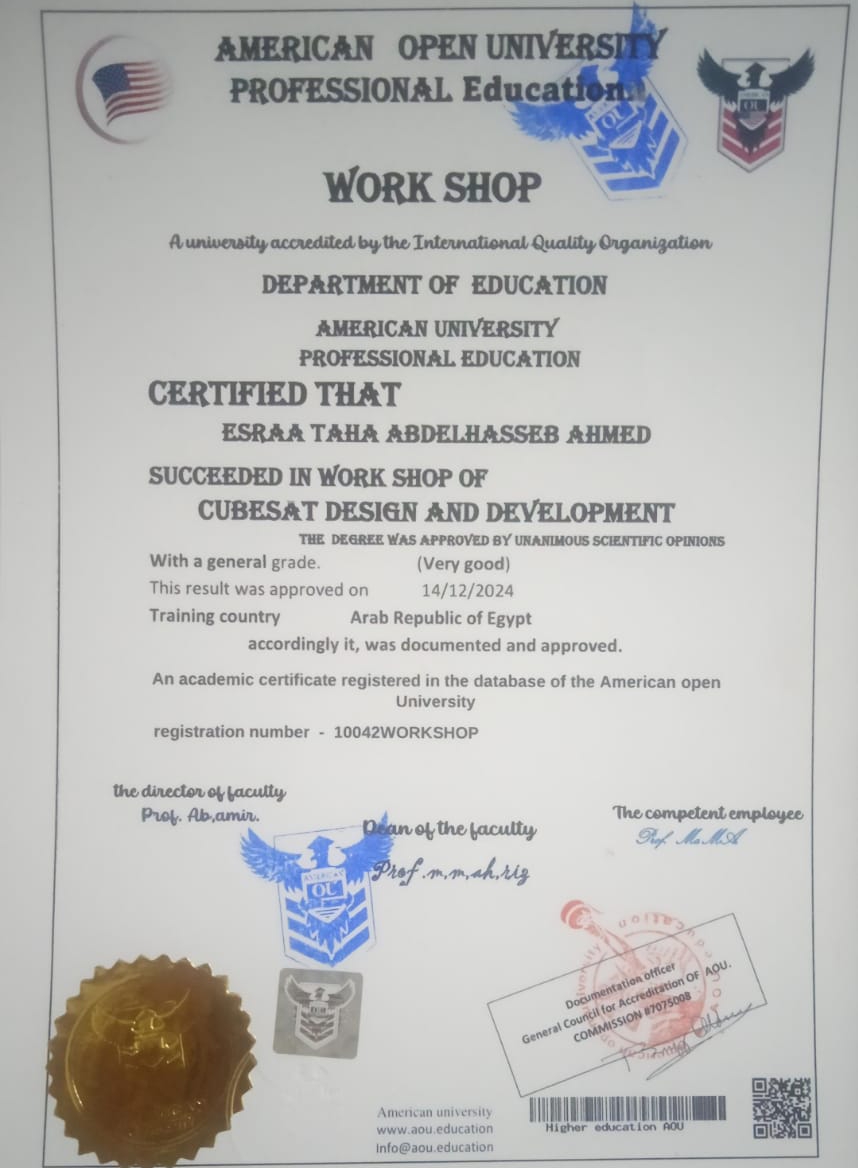 AMERICAN OPEN UNIVERSITY
PROFESSIONAL Education.
AMERICAN
OU
WORK SHOP
A university accredited by the International Quality Organization
DEPARTMENT OF EDUCATION
AMERICAN UNIVERSITY
PROFESSIONAL EDUCATION
CERTIFIED THAT
ESRAA TAHA ABDELHASSEB AHMED
SUCCEEDED IN WORK SHOP OF
CUBESAT DESIGN AND DEVELOPMENT
THE DEGREE WAS APPROVED BY UNANIMOUS SCIENTIFIC OPINIONS
With a general grade. (Very good)
This result was approved on 14/12/2024
Training country Arab Republic of Egypt
accordingly it, was documented and approved.
An academic certificate registered in the database of the American open
University
registration number - 10042WORKSHOP
the director of faculty
Prof. Ab,amir.
Dean of the faculty
Prof.m,m,ah,rig
The competent employee
Prof. MaMA
AMERICAN
OU
Documentation officer
General Council for Accreditation OF AOU.
COMMISSION #7075008
American university
www.aou.education
Info@aou.education
Higher education AOU